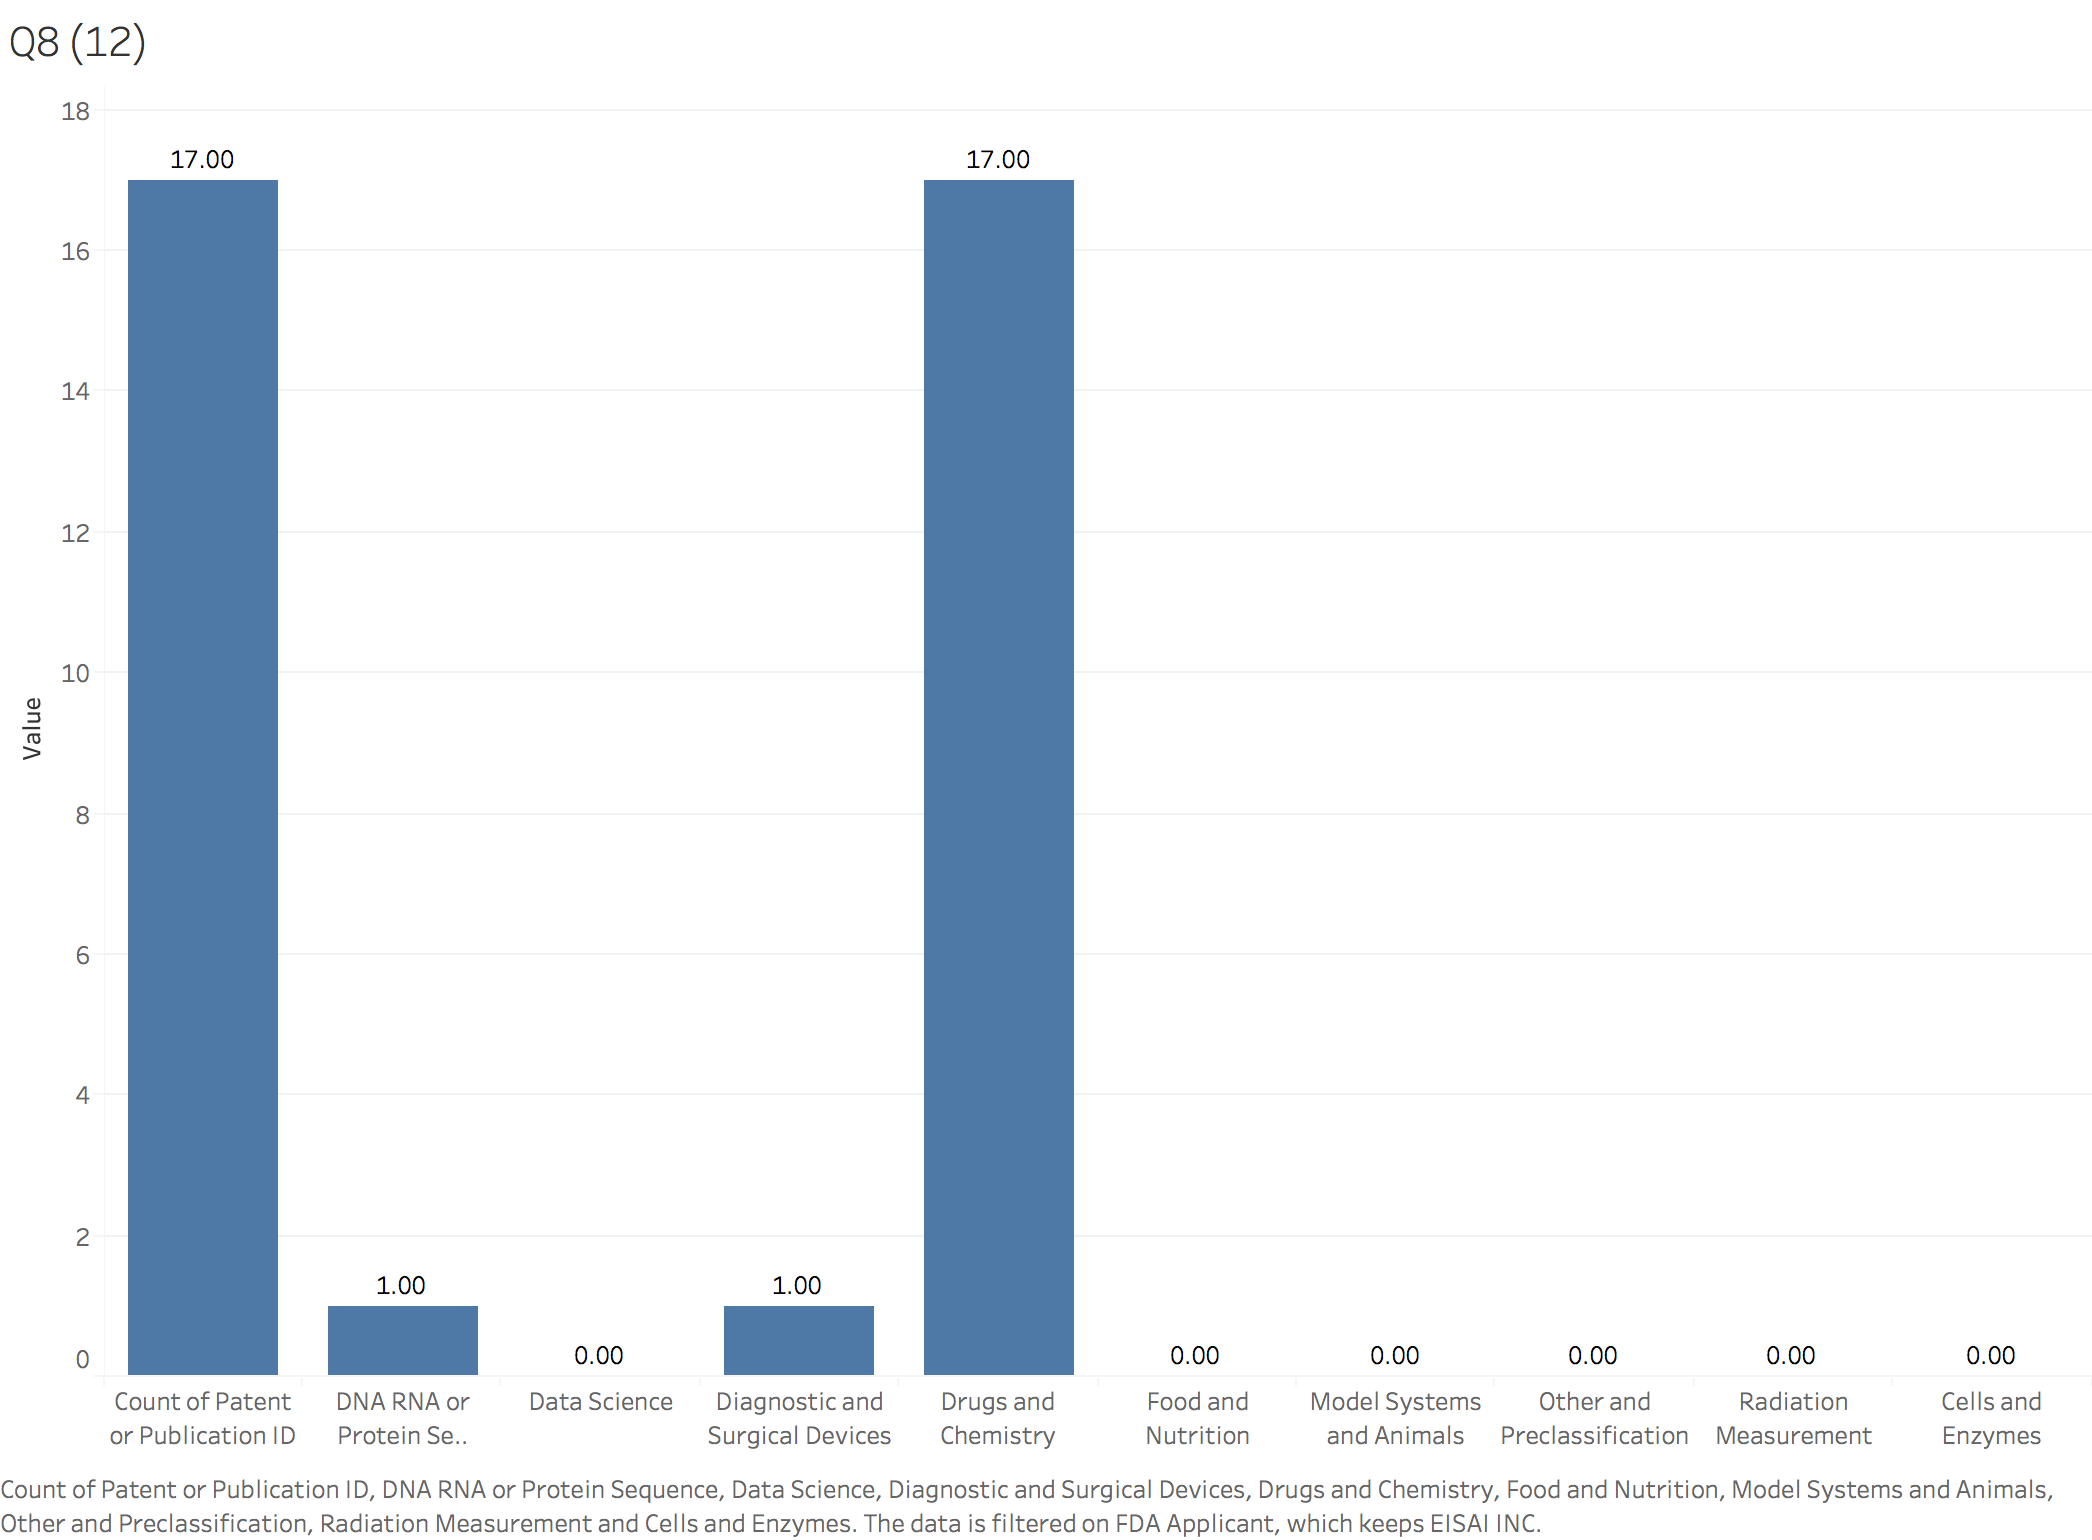 Q8 (12)
18
16
14
12
10
8
6
4
2
0
Value
17.00
1.00
0.00
1.00
17.00
0.00
0.00
0.00
0.00
0.00
Count of Patent
or Publication ID
DNA RNA or
Protein Se..
Data Science
Diagnostic and
Surgical Devices
Drugs and
Chemistry
Food and
Nutrition
Model Systems
and Animals
Other and
Preclassification
Radiation
Measurement
Cells and
Enzymes
Count of Patent or Publication ID, DNA RNA or Protein Sequence, Data Science, Diagnostic and Surgical Devices, Drugs and Chemistry, Food and Nutrition, Model Systems and Animals,
Other and Preclassification, Radiation Measurement and Cells and Enzymes. The data is filtered on FDA Applicant, which keeps EISAI INC.